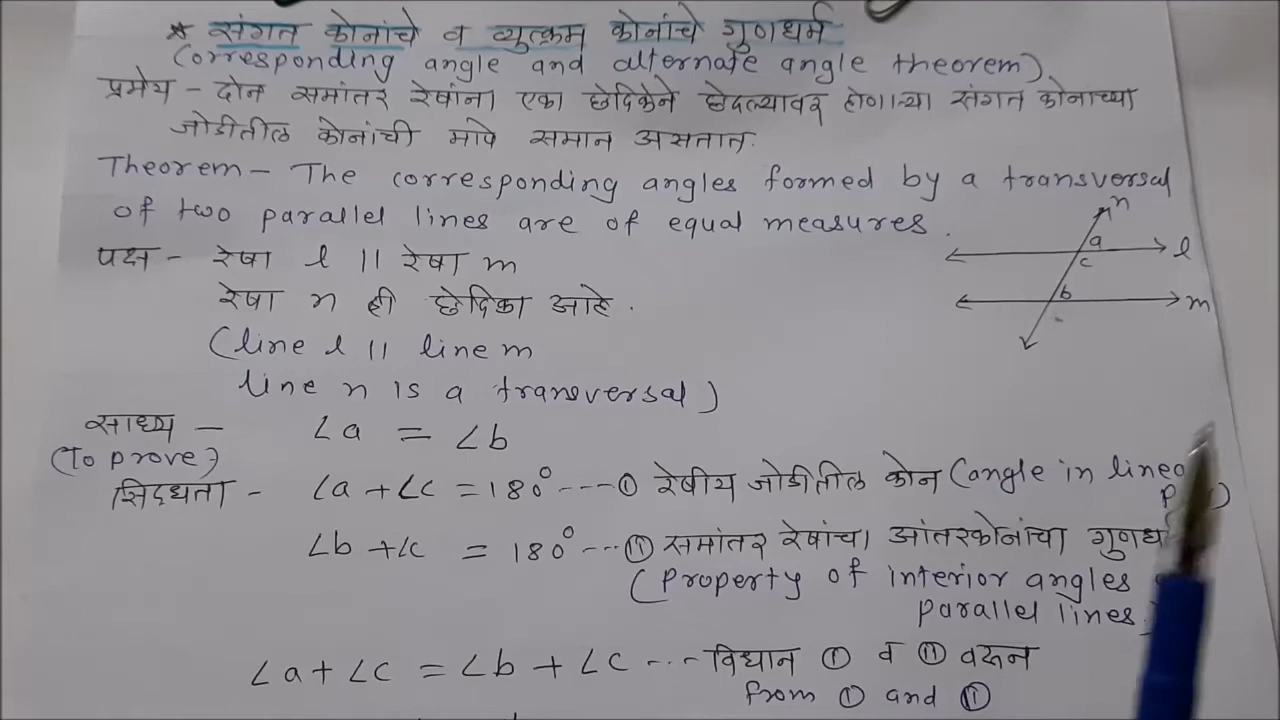 * संगत कोनांचे व व्युत्क्रम कोनांचे गुणधर्म
(Corresponding angle and alternate angle theorem)
प्रमेय - दोन समांतर रेषांना एका छेदिकेने छेदल्यावर होणाऱ्या संगत कोनाच्या
जोडीतील कोनांची मापे समान असतात.
Theorem - The corresponding angles formed by a transversal
of two parallel lines are of equal measures.
n
a
l
c
b
m
पक्ष - रेषा l || रेषा m
रेषा n ही छेदिका आहे.
(line l || line m
line n is a transversal)
साध्य - ∠a = ∠b
(To prove)
सिद्धता - ∠a + ∠c = 180° ---- ① रेषीय जोडीतील कोन (angle in
∠b + ∠c = 180° --- ⑪ समांतर रेषांचा आंतरकोनांचा
(Property of interior angles
parallel lines
∠a + ∠c = ∠b + ∠c --- विधान ① व ⑪ वरून
from ① and ⑪